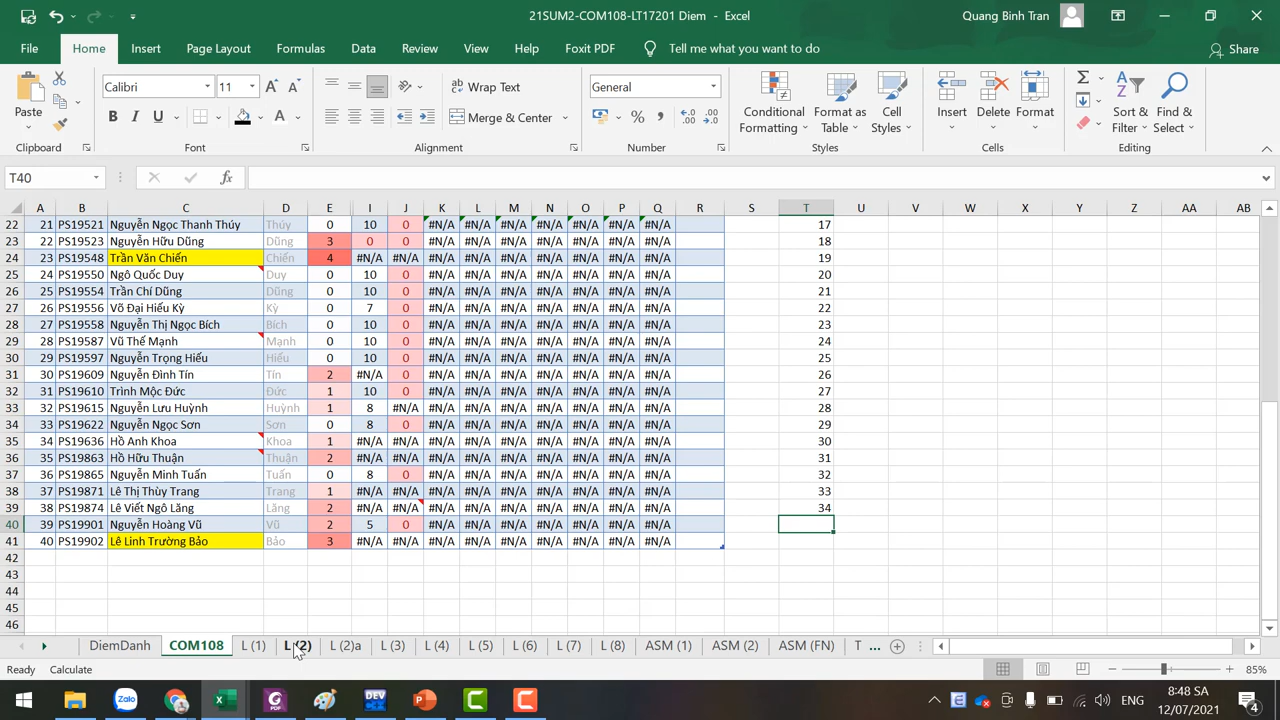 21SUM2-COM108-LT17201 Diem - Excel
Quang Binh Tran
File Home Insert Page Layout Formulas Data Review View Help Foxit PDF Tell me what you want to do Share
Calibri 11 Wrap Text General
Paste B I U Merge & Center % Conditional Formatting Format as Table Cell Styles Insert Delete Format Sort & Filter Find & Select
Clipboard Font Alignment Number Styles Cells Editing
T40 fx
A B C D E I J K L M N O P Q R S T U V W X Y Z AA AB
22 21 PS19521 Nguyễn Ngọc Thanh Thúy Thúy 0 10 0 #N/A #N/A #N/A #N/A #N/A #N/A #N/A 17
23 22 PS19523 Nguyễn Hữu Dũng Dũng 3 0 0 #N/A #N/A #N/A #N/A #N/A #N/A #N/A 18
24 23 PS19548 Trần Văn Chiến Chiến 4 #N/A #N/A #N/A #N/A #N/A #N/A #N/A #N/A #N/A 19
25 24 PS19550 Ngô Quốc Duy Duy 0 10 0 #N/A #N/A #N/A #N/A #N/A #N/A #N/A 20
26 25 PS19554 Trần Chí Dũng Dũng 0 10 0 #N/A #N/A #N/A #N/A #N/A #N/A #N/A 21
27 26 PS19556 Võ Đại Hiếu Kỳ Kỳ 0 7 0 #N/A #N/A #N/A #N/A #N/A #N/A #N/A 22
28 27 PS19558 Nguyễn Thị Ngọc Bích Bích 0 10 0 #N/A #N/A #N/A #N/A #N/A #N/A #N/A 23
29 28 PS19587 Vũ Thế Mạnh Mạnh 0 10 0 #N/A #N/A #N/A #N/A #N/A #N/A #N/A 24
30 29 PS19597 Nguyễn Trọng Hiếu Hiếu 0 10 0 #N/A #N/A #N/A #N/A #N/A #N/A #N/A 25
31 30 PS19609 Nguyễn Đình Tín Tín 2 #N/A 0 #N/A #N/A #N/A #N/A #N/A #N/A #N/A 26
32 31 PS19610 Trình Mộc Đức Đức 1 10 0 #N/A #N/A #N/A #N/A #N/A #N/A #N/A 27
33 32 PS19615 Nguyễn Lưu Huỳnh Huỳnh 1 8 #N/A #N/A #N/A #N/A #N/A #N/A #N/A #N/A 28
34 33 PS19622 Nguyễn Ngọc Sơn Sơn 0 8 0 #N/A #N/A #N/A #N/A #N/A #N/A #N/A 29
35 34 PS19636 Hồ Anh Khoa Khoa 1 #N/A #N/A #N/A #N/A #N/A #N/A #N/A #N/A #N/A 30
36 35 PS19863 Hồ Hữu Thuận Thuận 2 #N/A #N/A #N/A #N/A #N/A #N/A #N/A #N/A #N/A 31
37 36 PS19865 Nguyễn Minh Tuấn Tuấn 0 8 0 #N/A #N/A #N/A #N/A #N/A #N/A #N/A 32
38 37 PS19871 Lê Thị Thùy Trang Trang 1 #N/A #N/A #N/A #N/A #N/A #N/A #N/A #N/A #N/A 33
39 38 PS19874 Lê Viết Ngô Lăng Lăng 2 #N/A #N/A #N/A #N/A #N/A #N/A #N/A #N/A #N/A 34
40 39 PS19901 Nguyễn Hoàng Vũ Vũ 2 5 0 #N/A #N/A #N/A #N/A #N/A #N/A #N/A
41 40 PS19902 Lê Linh Trường Bảo Bảo 3 #N/A #N/A #N/A #N/A #N/A #N/A #N/A #N/A #N/A
42
43
44
45
46
DiemDanh COM108 L (1) L (2) L (2)a L (3) L (4) L (5) L (6) L (7) L (8) ASM (1) ASM (2) ASM (FN) T ...
Ready Calculate 85%
Zalo DEV ENG 8:48 SA
12/07/2021 4